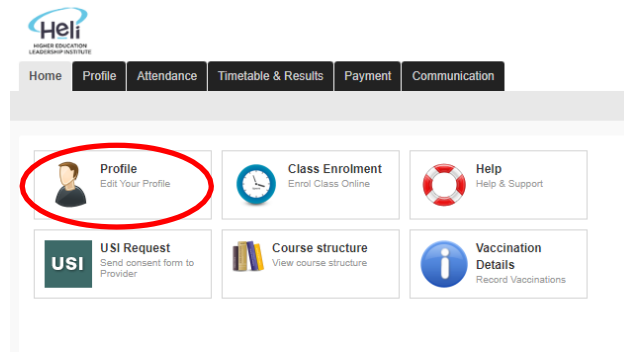 Heli
HIGHER EDUCATION
LEADERSHIP INSTITUTE
Home Profile Attendance Timetable & Results Payment Communication
Profile
Edit Your Profile
Class Enrolment
Enrol Class Online
Help
Help & Support
USI
USI Request
Send consent form to
Provider
Course structure
View course structure
Vaccination
Details
Record Vaccinations